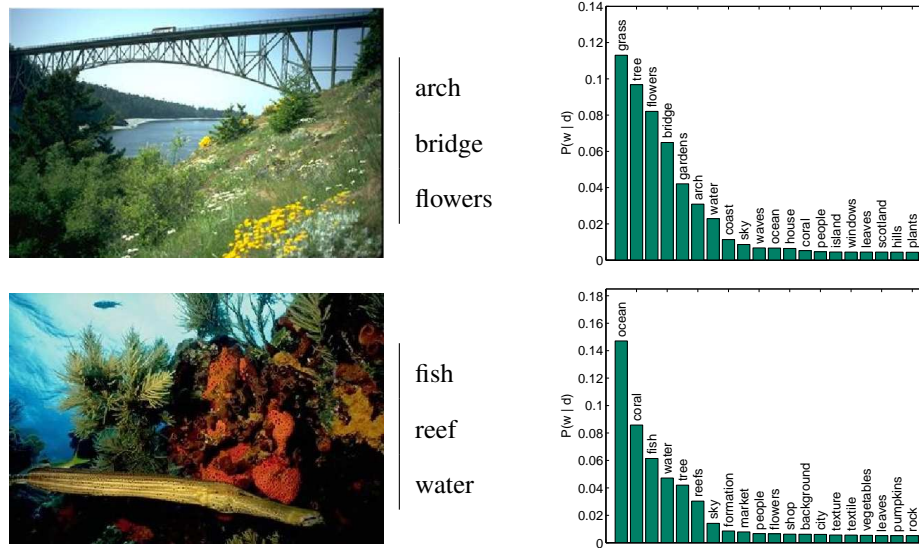 arch
bridge
flowers
P(w | d)
0.14
0.12
0.1
0.08
0.06
0.04
0.02
0
grass
tree
flowers
bridge
gardens
arch
water
coast
sky
waves
ocean
house
coral
people
island
windows
leaves
scotland
hills
plants
fish
reef
water
P(w | d)
0.18
0.16
0.14
0.12
0.1
0.08
0.06
0.04
0.02
0
ocean
coral
fish
water
tree
reefs
sky
formation
market
people
flowers
shop
background
city
texture
textile
vegetables
leaves
pumpkins
rock